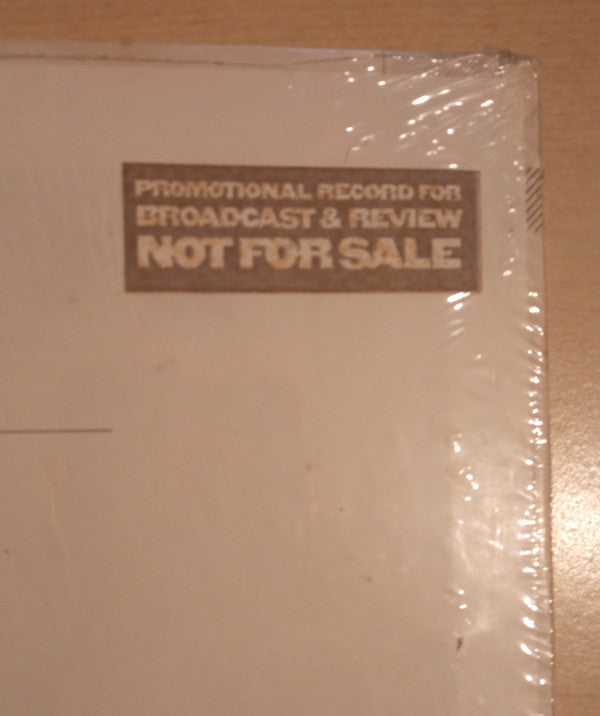 PROMOTIONAL RECORD FOR
BROADCAST & REVIEW
NOT FOR SALE